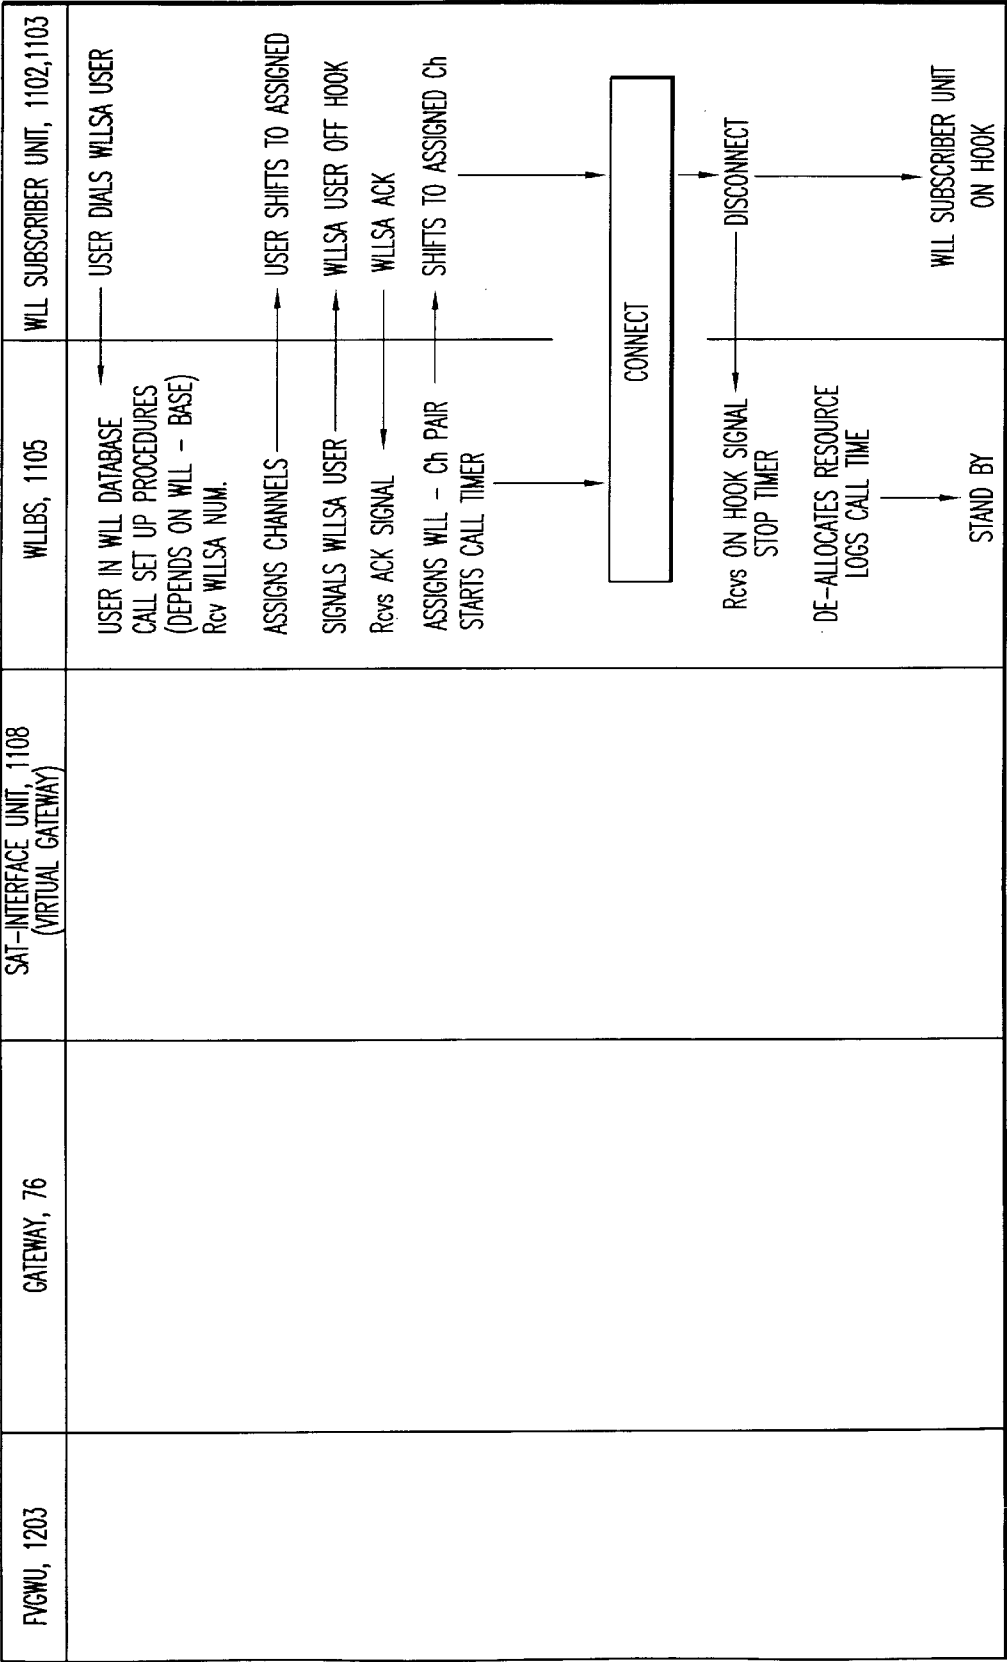 FVGWU, 1203
GATEWAY, 76
SAT-INTERFACE UNIT, 1108
(VIRTUAL GATEWAY)
WLLBS, 1105
WLL SUBSCRIBER UNIT, 1102,1103
USER IN WLL DATABASE
CALL SET UP PROCEDURES
(DEPENDS ON WLL - BASE)
Rcv WLLSA NUM.
USER DIALS WLLSA USER
ASSIGNS CHANNELS
USER SHIFTS TO ASSIGNED
SIGNALS WLLSA USER
WLLSA USER OFF HOOK
Rcvs ACK SIGNAL
WLLSA ACK
ASSIGNS WLL - Ch PAIR
STARTS CALL TIMER
SHIFTS TO ASSIGNED Ch
CONNECT
Rcvs ON HOOK SIGNAL
STOP TIMER
DISCONNECT
DE-ALLOCATES RESOURCE
LOGS CALL TIME
STAND BY
WLL SUBSCRIBER UNIT
ON HOOK